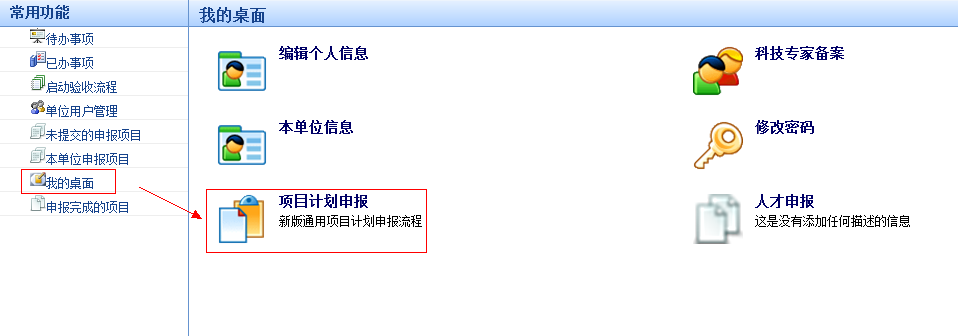 常用功能
待办事项
已办事项
启动验收流程
单位用户管理
未提交的申报项目
本单位申报项目
我的桌面
申报完成的项目
我的桌面
编辑个人信息
科技专家备案
本单位信息
修改密码
项目计划申报
新版通用项目计划申报流程
人才申报
这是没有添加任何描述的信息